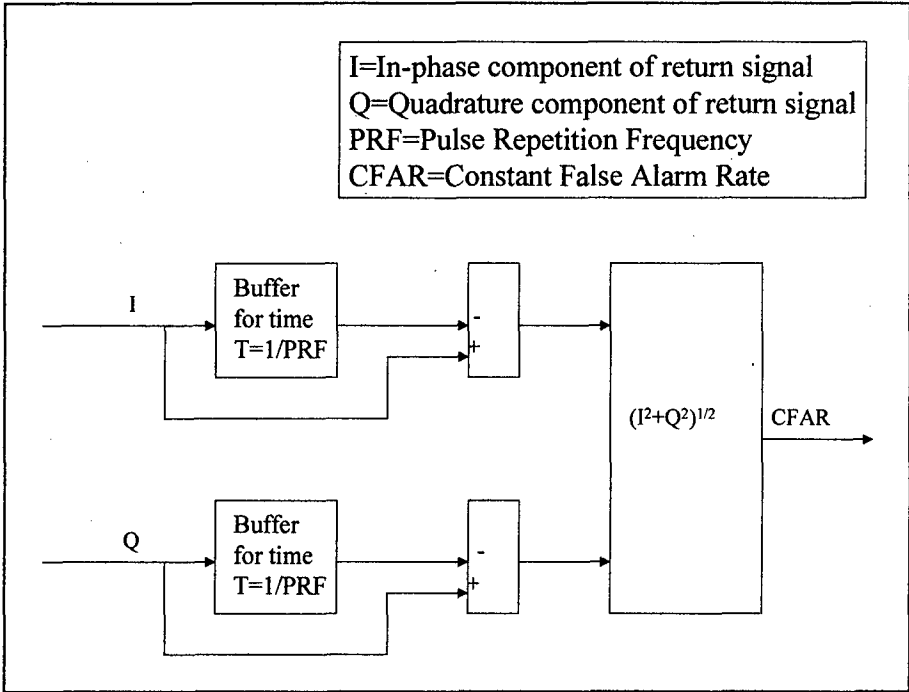 I=In-phase component of return signal
Q=Quadrature component of return signal
PRF=Pulse Repetition Frequency
CFAR=Constant False Alarm Rate
I
Buffer
for time
T=1/PRF
-
+
(I²+Q²)¹/²
CFAR
Q
Buffer
for time
T=1/PRF
-
+